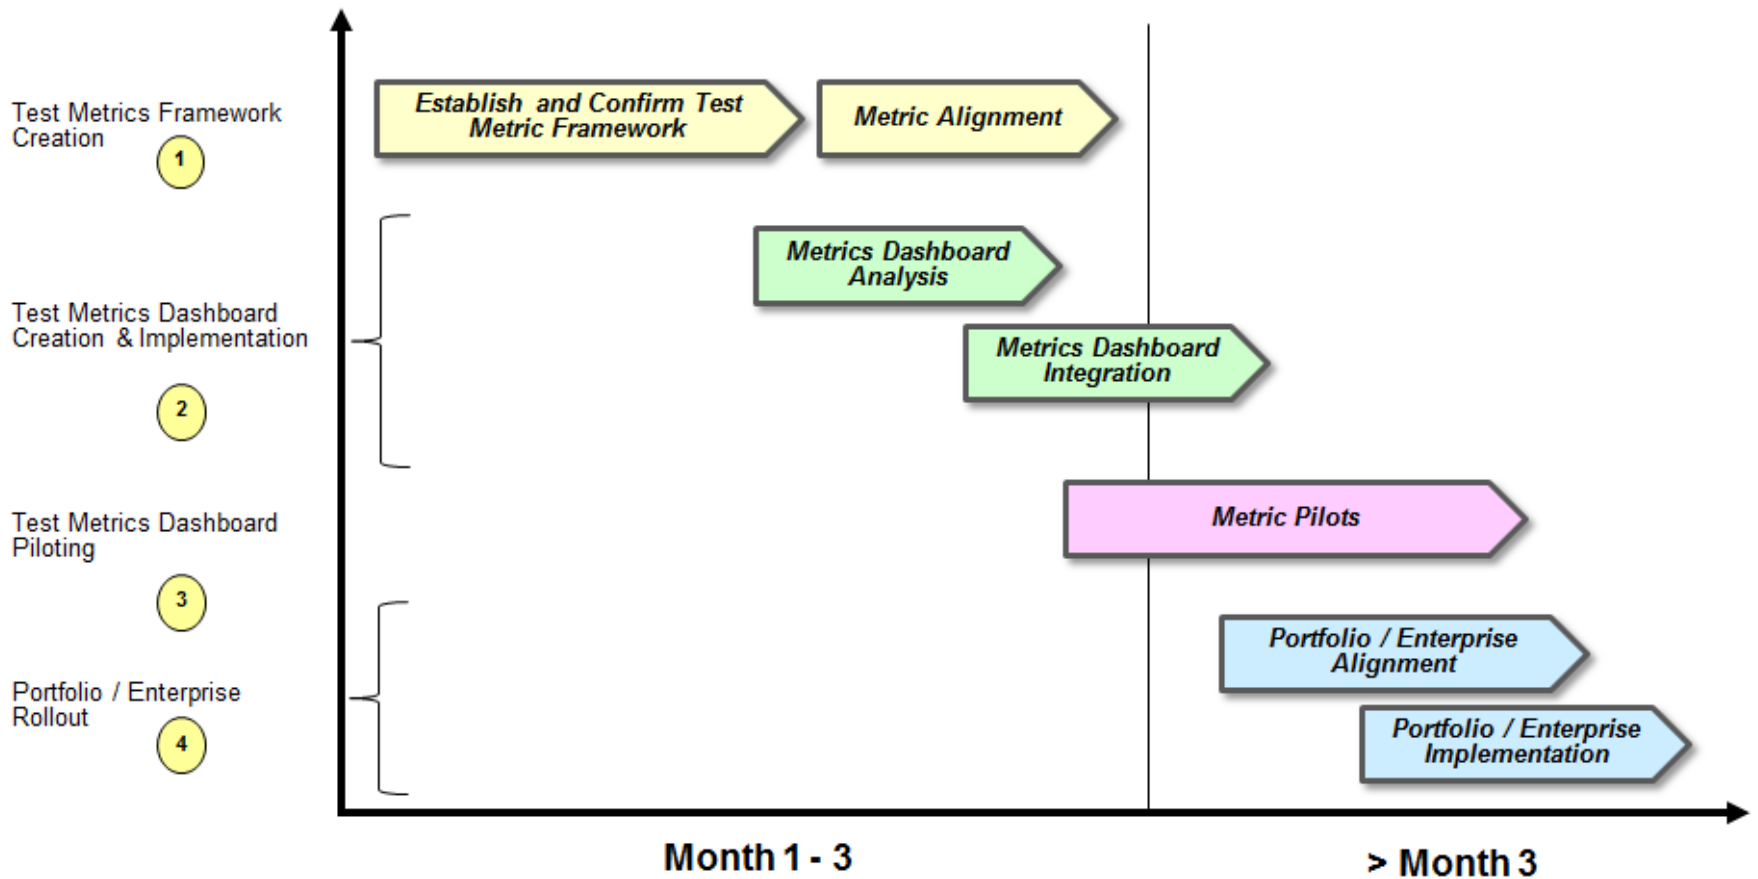 Test Metrics Framework
Creation
1
Establish and Confirm Test
Metric Framework
Metric Alignment
Test Metrics Dashboard
Creation & Implementation
2
Metrics Dashboard
Analysis
Metrics Dashboard
Integration
Test Metrics Dashboard
Piloting
3
Metric Pilots
Portfolio / Enterprise
Rollout
4
Portfolio / Enterprise
Alignment
Portfolio / Enterprise
Implementation
Month 1 - 3
> Month 3